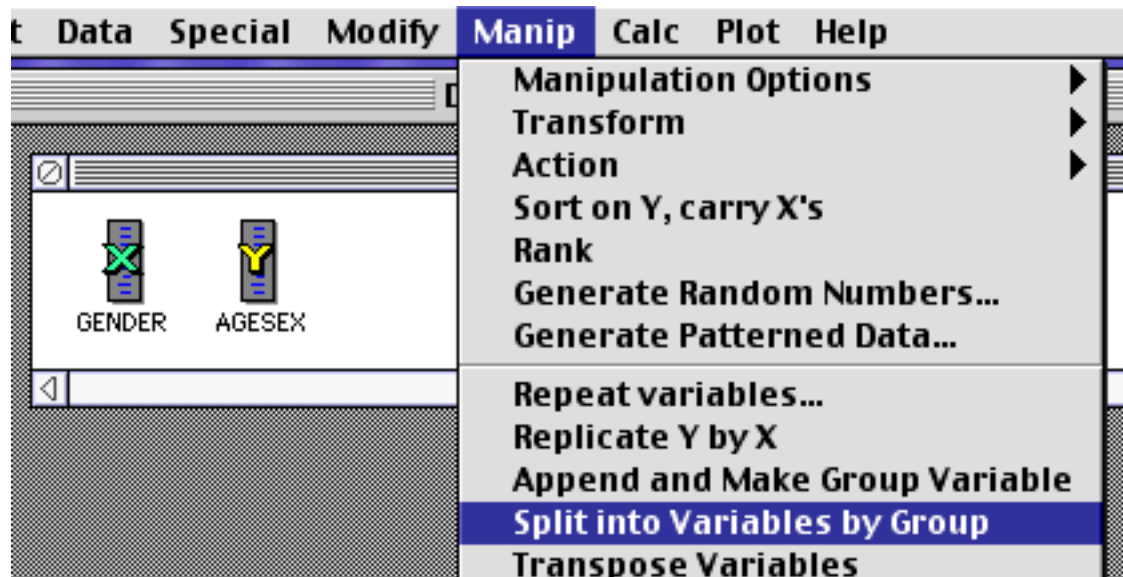 t Data Special Modify Manip Calc Plot Help
Manipulation Options
Transform
Action
Sort on Y, carry X's
Rank
Generate Random Numbers...
Generate Patterned Data...
Repeat variables...
Replicate Y by X
Append and Make Group Variable
Split into Variables by Group
Transpose Variables
D
X Y
GENDER AGESEX